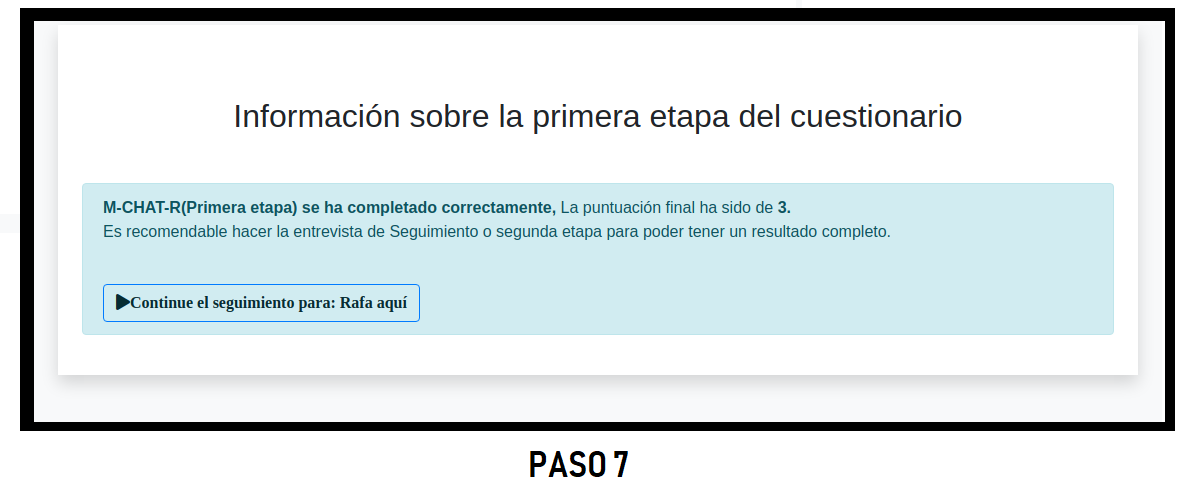 Información sobre la primera etapa del cuestionario
M-CHAT-R(Primera etapa) se ha completado correctamente, La puntuación final ha sido de 3.
Es recomendable hacer la entrevista de Seguimiento o segunda etapa para poder tener un resultado completo.
Continue el seguimiento para: Rafa aquí
PASO 7